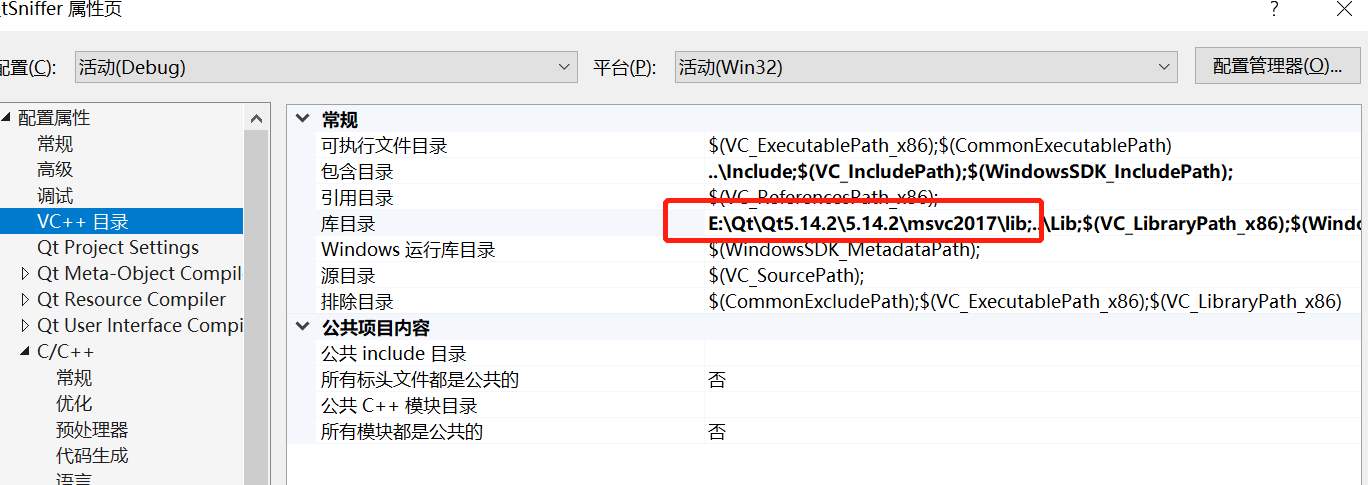 tSniffer 属性页
?
配置(C):
活动(Debug)
平台(P):
活动(Win32)
配置管理器(O)...
配置属性
常规
高级
调试
VC++ 目录
Qt Project Settings
Qt Meta-Object Compil
Qt Resource Compiler
Qt User Interface Compi
C/C++
常规
优化
预处理器
代码生成
语言
常规
可执行文件目录 $(VC_ExecutablePath_x86);$(CommonExecutablePath)
包含目录 ..\Include;$(VC_IncludePath);$(WindowsSDK_IncludePath);
引用目录 $(VC_ReferencesPath_x86);
库目录 E:\Qt\Qt5.14.2\5.14.2\msvc2017\lib;..\Lib;$(VC_LibraryPath_x86);$(Wind
Windows 运行库目录 $(WindowsSDK_MetadataPath);
源目录 $(VC_SourcePath);
排除目录 $(CommonExcludePath);$(VC_ExecutablePath_x86);$(VC_LibraryPath_x86)
公共项目内容
公共 include 目录
所有标头文件都是公共的 否
公共 C++ 模块目录
所有模块都是公共的 否